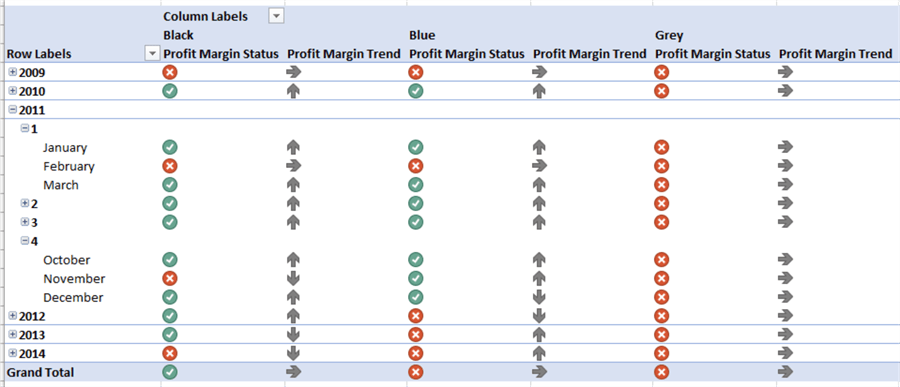 Column Labels
Black Blue Grey
Row Labels Profit Margin Status Profit Margin Trend Profit Margin Status Profit Margin Trend Profit Margin Status Profit Margin Trend
2009
2010
2011
1
January
February
March
2
3
4
October
November
December
2012
2013
2014
Grand Total